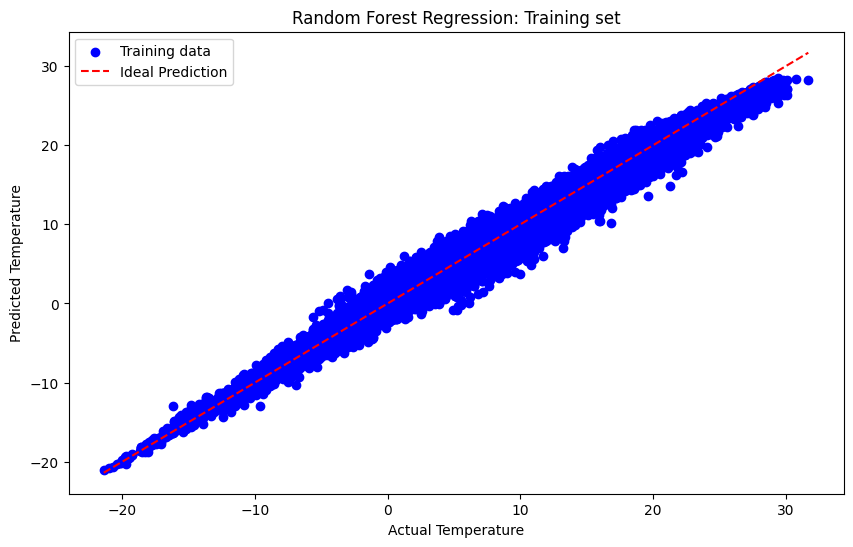 Random Forest Regression: Training set
Training data
Ideal Prediction
30
20
10
0
−10
−20
Predicted Temperature
−20
−10
0
10
20
30
Actual Temperature